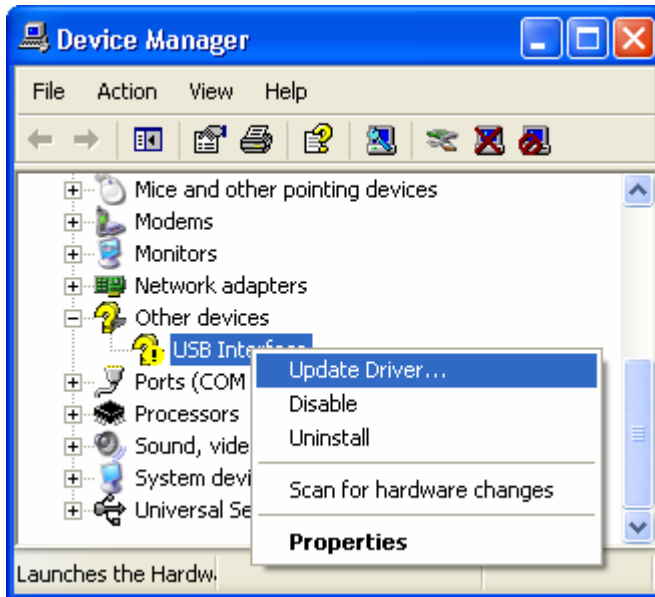 Device Manager
File Action View Help
Mice and other pointing devices
Modems
Monitors
Network adapters
Other devices
USB Interface
Update Driver...
Ports (COM
Disable
Processors
Uninstall
Sound, vide
System devi
Scan for hardware changes
Universal Se
Properties
Launches the Hardw